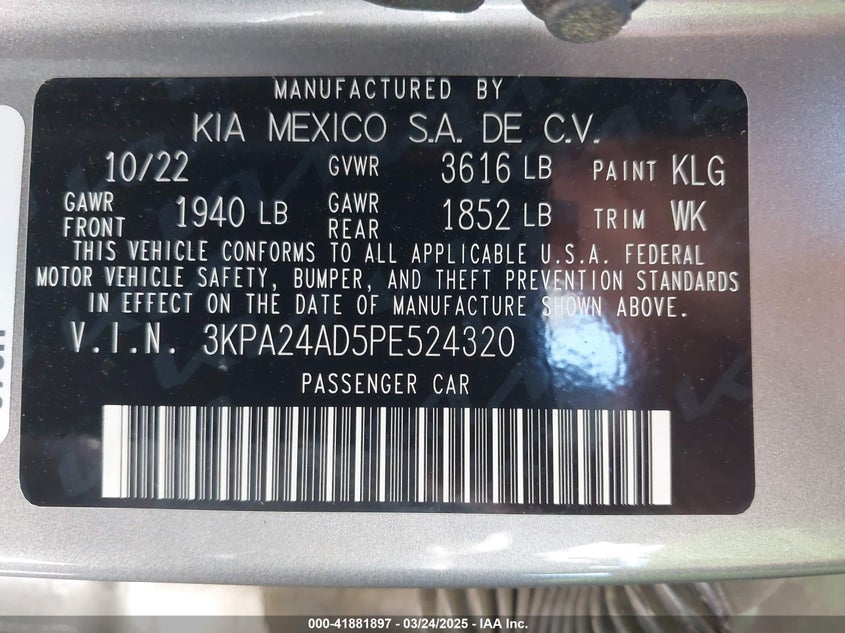 MANUFACTURED BY
KIA MEXICO S.A. DE C.V.
10/22 GVWR 3616 LB PAINT KLG
GAWR FRONT 1940 LB GAWR REAR 1852 LB TRIM WK
THIS VEHICLE CONFORMS TO ALL APPLICABLE U.S.A. FEDERAL
MOTOR VEHICLE SAFETY, BUMPER, AND THEFT PREVENTION STANDARDS
IN EFFECT ON THE DATE OF MANUFACTURE SHOWN ABOVE.
V.I.N. 3KPA24AD5PE524320
PASSENGER CAR
000-41881897 - 03/24/2025 - IAA Inc.